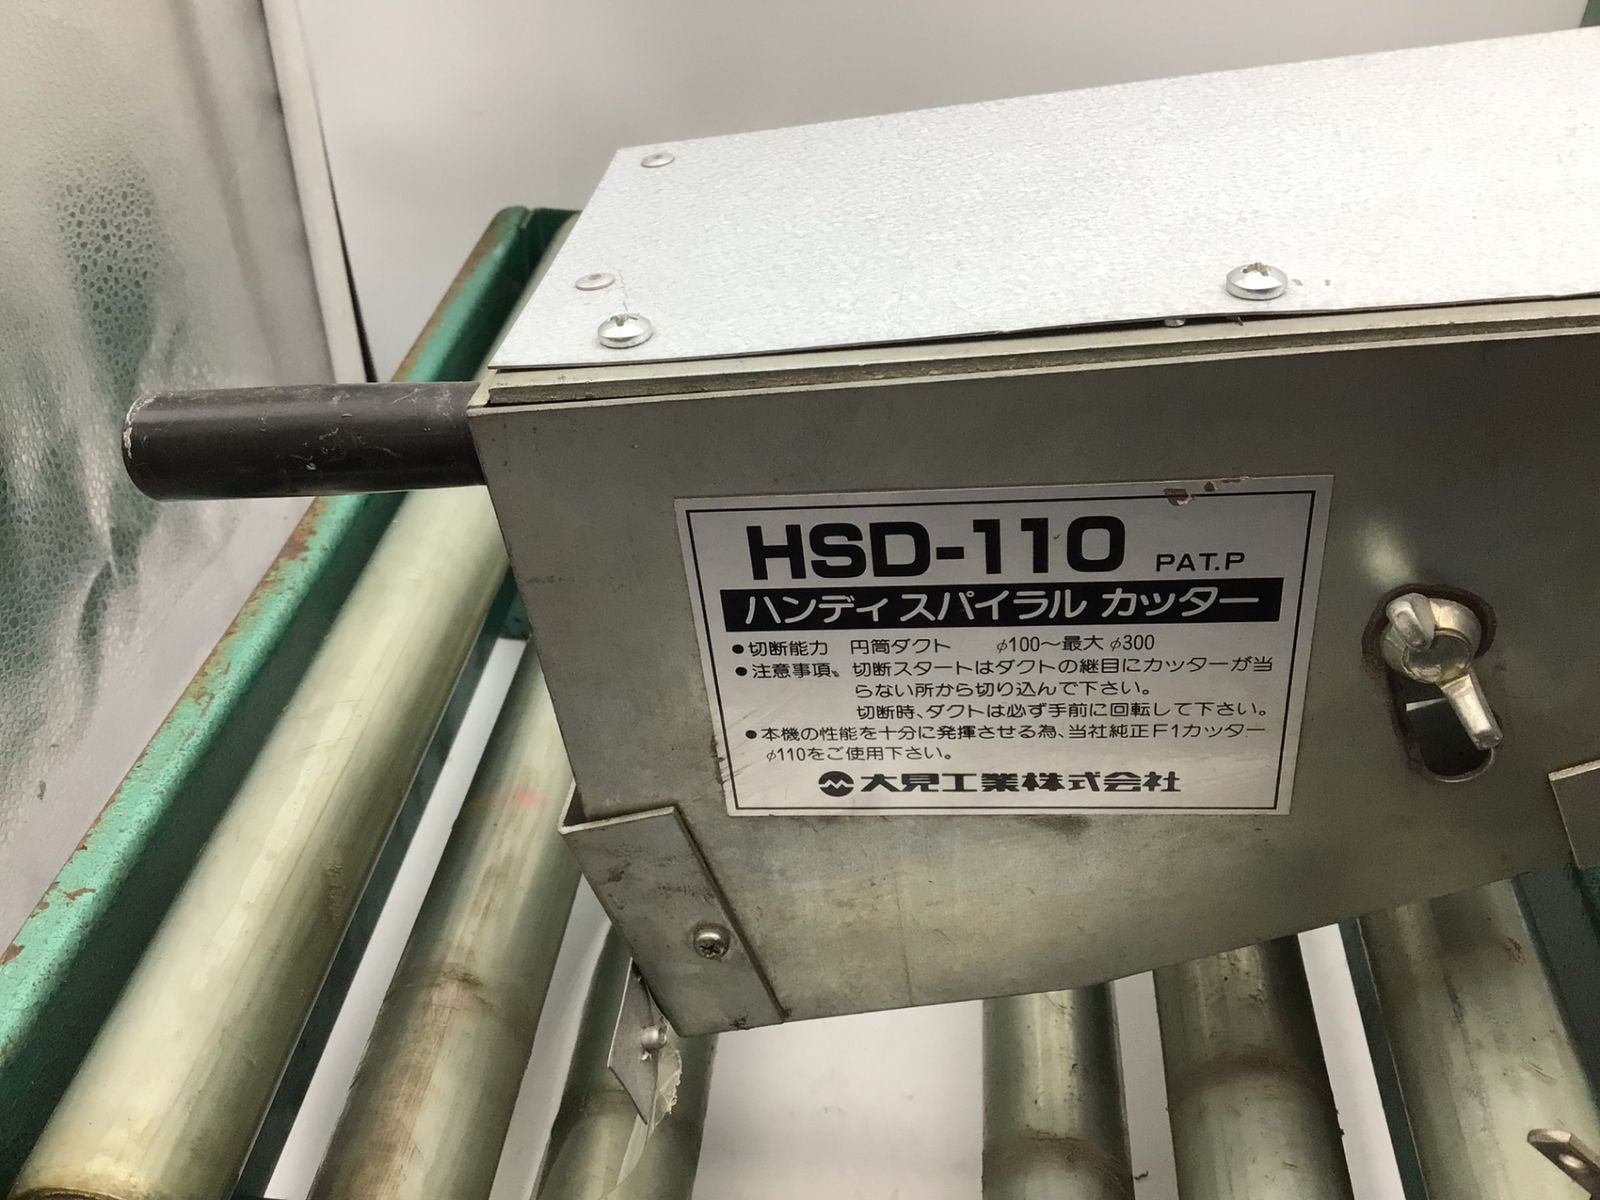 HSD-110 PAT.P
ハンディスパイラル カッター
●切断能力 円筒ダクト φ100〜最大φ300
●注意事項。切断スタートはダクトの継目にカッターが当
らない所から切り込んで下さい。
切断時、ダクトは必ず手前に回転して下さい。
●本機の性能を十分に発揮させる為、当社純正F1カッター
φ110をご使用下さい。
大見工業株式会社